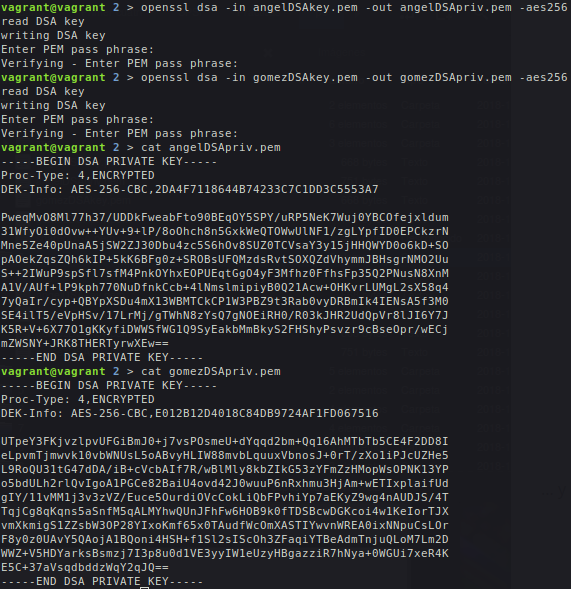 vagrant@vagrant 2 > openssl dsa -in angelDSAkey.pem -out angelDSApriv.pem -aes256
read DSA key
writing DSA key
Enter PEM pass phrase:
Verifying - Enter PEM pass phrase:
vagrant@vagrant 2 > openssl dsa -in gomezDSAkey.pem -out gomezDSApriv.pem -aes256
read DSA key
writing DSA key
Enter PEM pass phrase:
Verifying - Enter PEM pass phrase:
vagrant@vagrant 2 > cat angelDSApriv.pem
-----BEGIN DSA PRIVATE KEY-----
Proc-Type: 4,ENCRYPTED
DEK-Info: AES-256-CBC,2DA4F7118644B74233C7C1DD3C5553A7
PweqMvO8Ml77h37/UDDkFweabFto90BEqOY5SPY/uRP5NeK7Wuj0YBCOfejxldum
31WfyOi0dOvw++YUv+9+lP/8oOhch8n5GxkWeQTOWwUlNF1/zgLYpfID0EPCkzrN
Mne5Ze40pUnaA5jSW2ZJ30Dbu4zc5S6hOv8SUZ0TCVsaY3y15jHHQWYD0o6kD+SO
pAOekZqsZQh6kIP+5kK6BFg0z+SROBsUFQMzdsRvtSOXQZdVhymmJBHsgrNMO2Uu
S++2IWuP9spSfl7sfM4PnkOYhxEOPUEqtGgO4yF3Mfhz0FfhsFp35Q2PNusN8XnM
A1V/AUf+lP9kph770NuDfnkCcb+4lNmslmipiyB0Q21Acw+OHKvrLUMgL2sX58q4
7yQaIr/cyp+QBYpXSDu4mX13WBMTCkCP1W3PBZ9t3Rab0vyDRBmIk4IENsA5f3M0
SE4ilT5/eVpHSv/17LrMj/gTWhN8zYsQ7gNOEiRH0/R03kJHR2UdQpVr8lJI6Y7J
K5R+V+6X77O1gKKyfiDWWSfWG1Q9SyEakbMmBkyS2FHShyPsvzr9cBseOpr/wECj
mZWSNY+JRK8THERTyrwXEw==
-----END DSA PRIVATE KEY-----
vagrant@vagrant 2 > cat gomezDSApriv.pem
-----BEGIN DSA PRIVATE KEY-----
Proc-Type: 4,ENCRYPTED
DEK-Info: AES-256-CBC,E012B12D4018C84DB9724AF1FD067516
UTpeY3FKjvzlpvUFGiBmJ0+j7vsPOsmeU+dYqqd2bm+Qq16AhMTbTb5CE4F2DD8I
eLpvmTjmwvk10vbWNUsL5oABvyHLIW88mvbLquuxVbnosJ+0rT/zXo1iPJcUZHe5
L9RoQU31tG47dDA/iB+cVcbAIf7R/wBlMly8kbZIkG53zYFmZzHMopWsOPNK13YP
o5bdULh2rlQvIgoA1PGCe82BaiU4ovd42J0wuuP6nRxhmu3HjAm+wETIxplaifUd
gIY/11vMM1j3v3zVZ/Euce5OurdiOVcCokLiQbFPvhiYp7aEKyZ9wg4nAUDJS/4T
TqjCg8qKqns5aSnfM5qALMYhwQUnJFhFw6HOB9k0fTDSBcwDGKcoi4w1KeIorTJX
vmXkmigS1ZZsbW3OP28YIxoKmf65x0TAudfWcOmXASTIYwvnWREA0ixNNpuCsLOr
F8y0z0UAvY5QAojA1BQoni4HSH+f1Sl2sIScOh3ZFaqiYTBeAdmTnjuQLoM7Lm2D
WWZ+V5HDYarksBsmzj7I3p8u0d1VE3yyIW1eUzyHBgazziR7hNya+0WGUi7xeR4K
E5C+37aVsqdbddzWqY2qJQ==
-----END DSA PRIVATE KEY-----